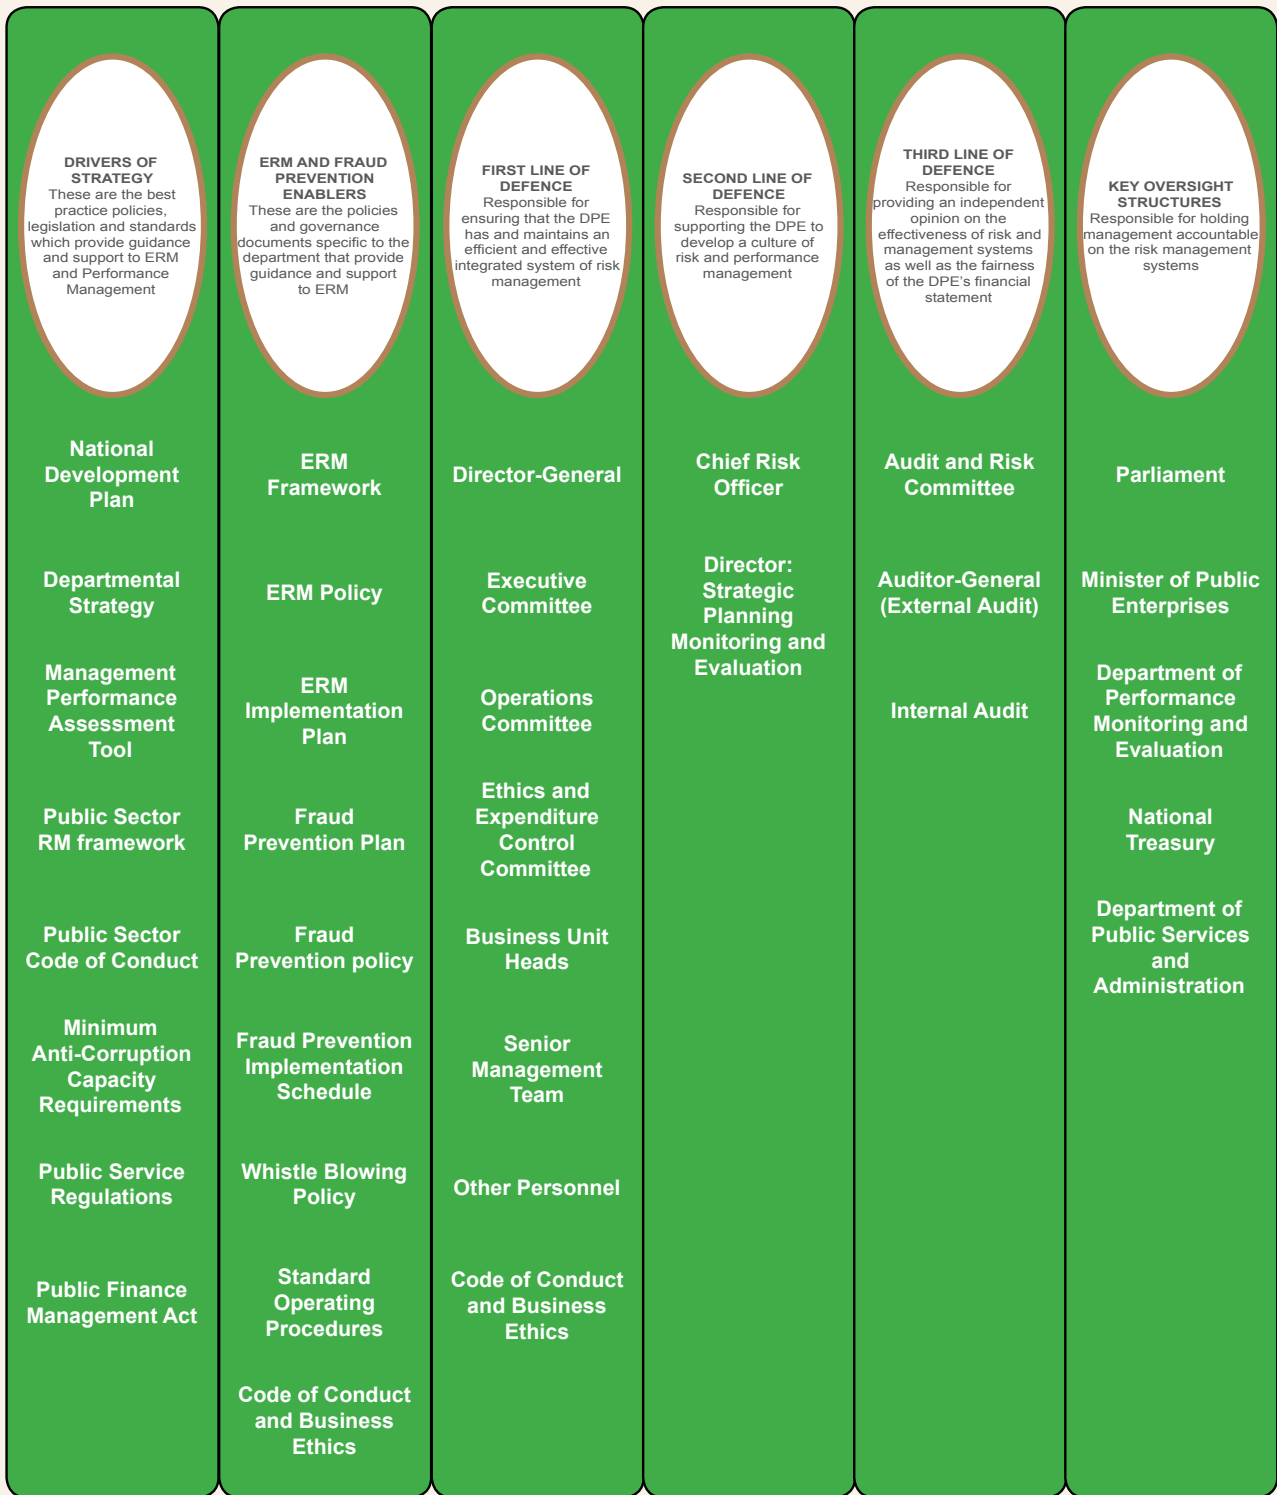 DRIVERS OF
STRATEGY
These are the best
practice policies,
legislation and standards
which provide guidance
and support to ERM
and Performance
Management
National
Development
Plan
Departmental
Strategy
Management
Performance
Assessment
Tool
Public Sector
RM framework
Public Sector
Code of Conduct
Minimum
Anti-Corruption
Capacity
Requirements
Public Service
Regulations
Public Finance
Management Act
ERM AND FRAUD
PREVENTION
ENABLERS
These are the policies
and governance
documents specific to the
department that provide
guidance and support
to ERM
ERM
Framework
ERM Policy
ERM
Implementation
Plan
Fraud
Prevention Plan
Fraud
Prevention policy
Fraud Prevention
Implementation
Schedule
Whistle Blowing
Policy
Standard
Operating
Procedures
Code of Conduct
and Business
Ethics
FIRST LINE OF
DEFENCE
Responsible for
ensuring that the DPE
has and maintains an
efficient and effective
integrated system of risk
management
Director-General
Executive
Committee
Operations
Committee
Ethics and
Expenditure
Control
Committee
Business Unit
Heads
Senior
Management
Team
Other Personnel
Code of Conduct
and Business
Ethics
SECOND LINE OF
DEFENCE
Responsible for
supporting the DPE to
develop a culture of
risk and performance
management
Chief Risk
Officer
Director:
Strategic
Planning
Monitoring and
Evaluation
THIRD LINE OF
DEFENCE
Responsible for
providing an independent
opinion on the
effectiveness of risk and
management systems
as well as the fairness
of the DPE's financial
statement
Audit and Risk
Committee
Auditor-General
(External Audit)
Internal Audit
KEY OVERSIGHT
STRUCTURES
Responsible for holding
management accountable
on the risk management
systems
Parliament
Minister of Public
Enterprises
Department of
Performance
Monitoring and
Evaluation
National
Treasury
Department of
Public Services
and
Administration